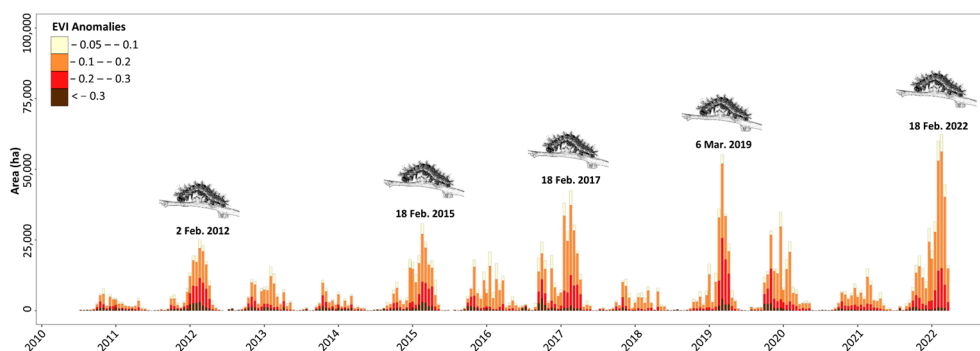 EVI Anomalies
– 0.05 – – 0.1
– 0.1 – – 0.2
– 0.2 – – 0.3
< – 0.3
100,000
75,000
50,000
25,000
0
Area (ha)
2 Feb. 2012
18 Feb. 2015
18 Feb. 2017
6 Mar. 2019
18 Feb. 2022
2010 2011 2012 2013 2014 2015 2016 2017 2018 2019 2020 2021 2022